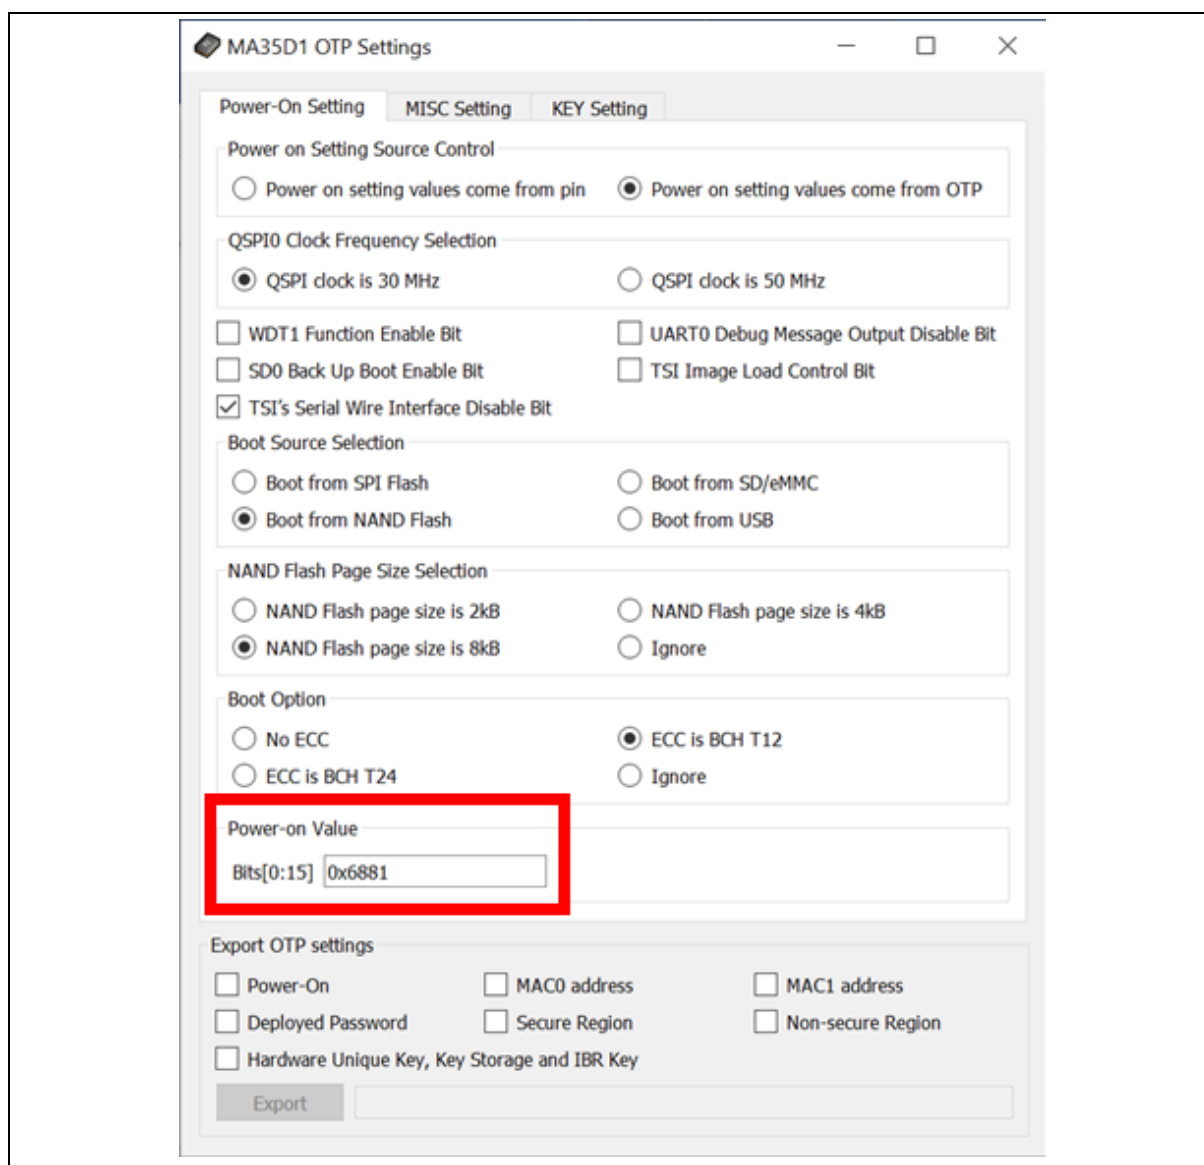 MA35D1 OTP Settings
Power-On Setting MISC Setting KEY Setting
Power on Setting Source Control
Power on setting values come from pin Power on setting values come from OTP
QSPI0 Clock Frequency Selection
QSPI clock is 30 MHz QSPI clock is 50 MHz
WDT1 Function Enable Bit UART0 Debug Message Output Disable Bit
SD0 Back Up Boot Enable Bit TSI Image Load Control Bit
TSI's Serial Wire Interface Disable Bit
Boot Source Selection
Boot from SPI Flash Boot from SD/eMMC
Boot from NAND Flash Boot from USB
NAND Flash Page Size Selection
NAND Flash page size is 2kB NAND Flash page size is 4kB
NAND Flash page size is 8kB Ignore
Boot Option
No ECC ECC is BCH T12
ECC is BCH T24 Ignore
Power-on Value
Bits[0:15] 0x6881
Export OTP settings
Power-On MAC0 address MAC1 address
Deployed Password Secure Region Non-secure Region
Hardware Unique Key, Key Storage and IBR Key
Export